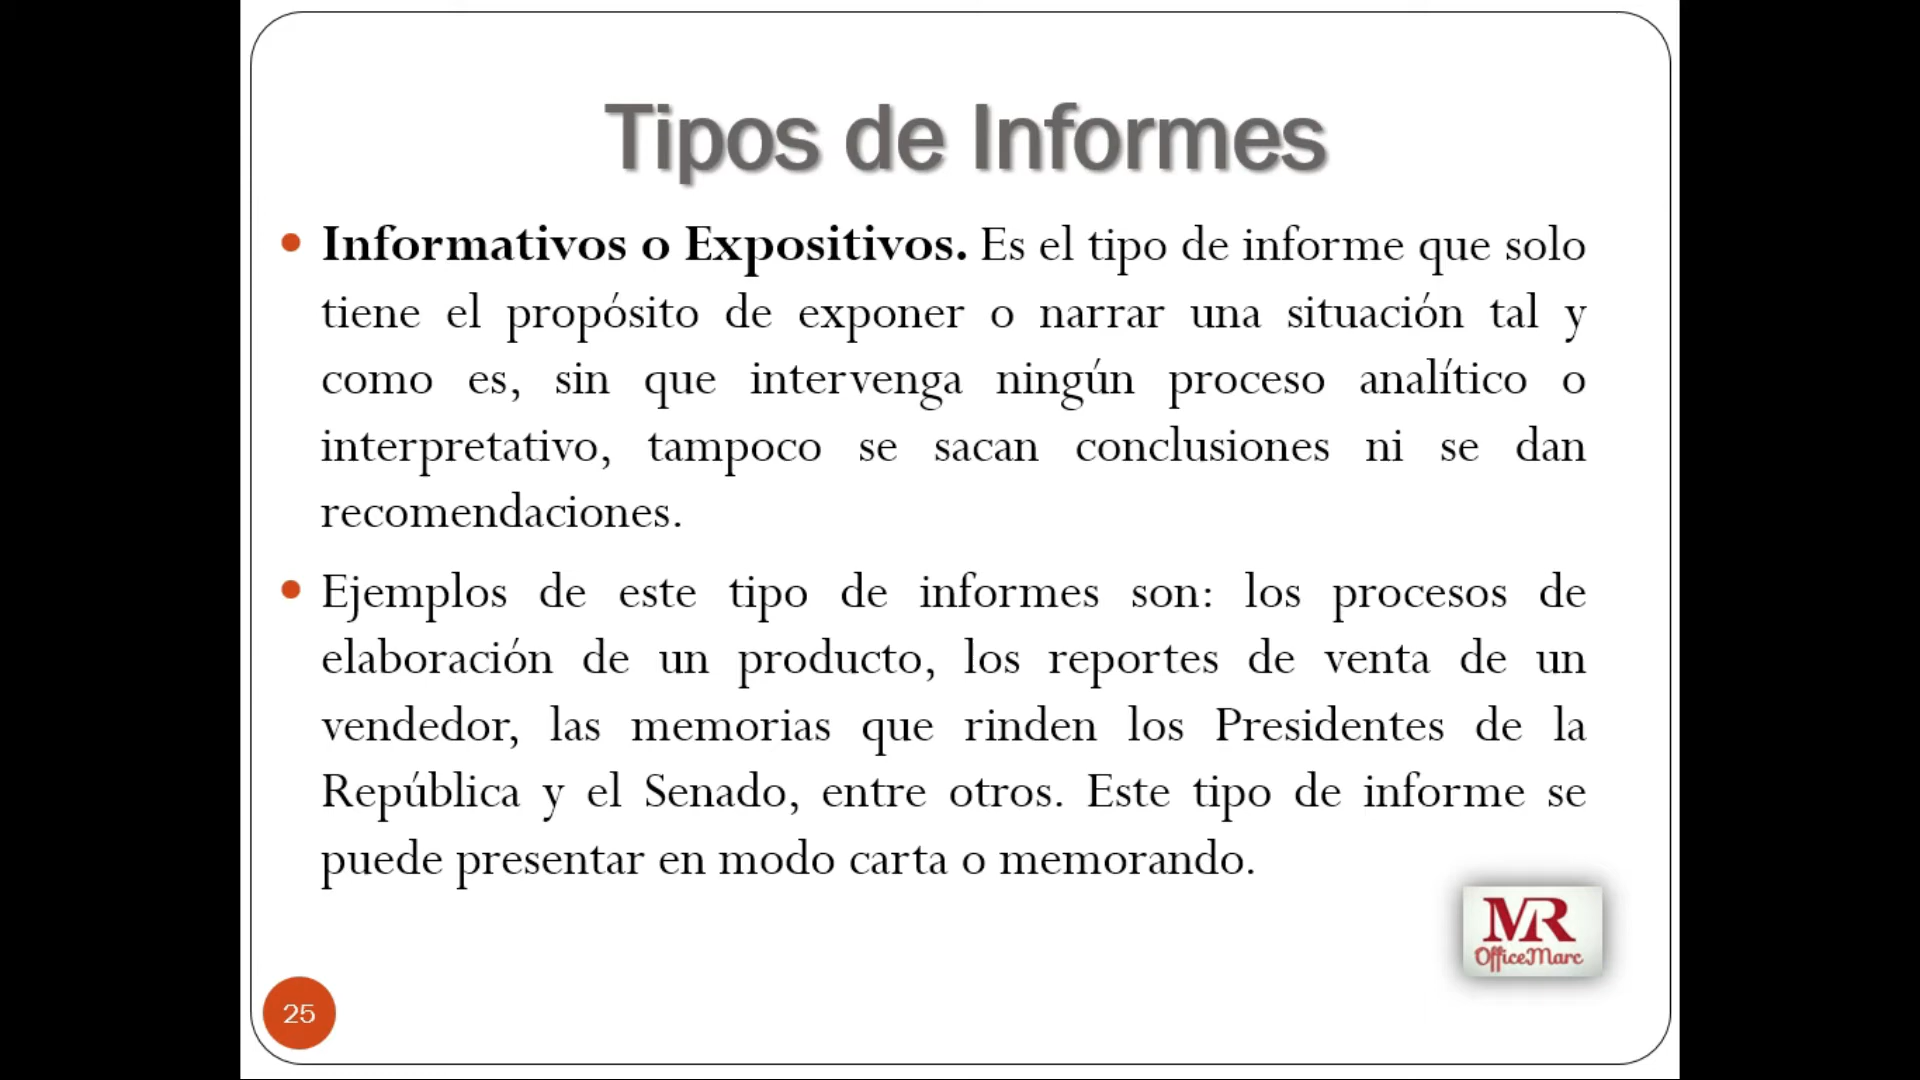 Tipos de Informes
Informativos o Expositivos. Es el tipo de informe que solo
tiene el propósito de exponer o narrar una situación tal y
como es, sin que intervenga ningún proceso analítico o
interpretativo, tampoco se sacan conclusiones ni se dan
recomendaciones.
Ejemplos de este tipo de informes son: los procesos de
elaboración de un producto, los reportes de venta de un
vendedor, las memorias que rinden los Presidentes de la
República y el Senado, entre otros. Este tipo de informe se
puede presentar en modo carta o memorando.
MR
OfficeMarc
25